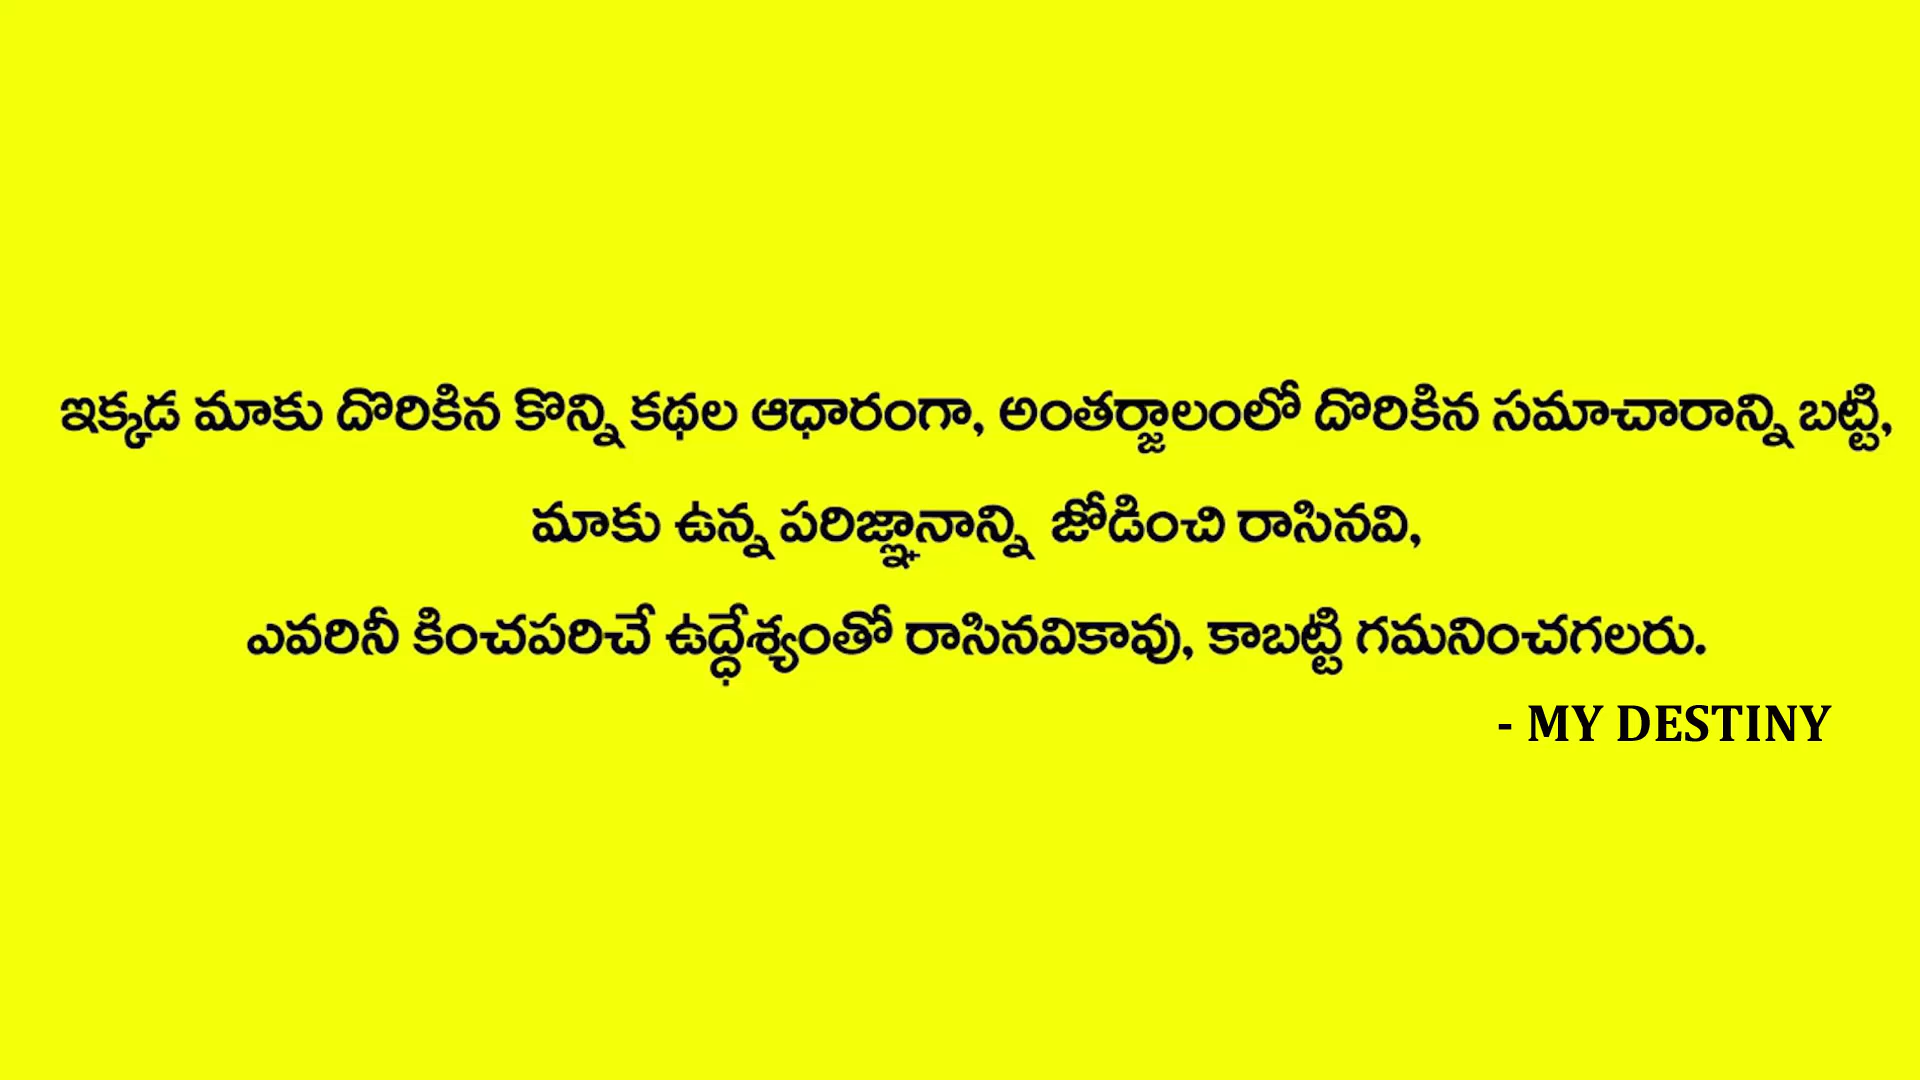 ఇక్కడ మాకు దొరికిన కొన్ని కథల ఆధారంగా, అంతర్జాలంలో దొరికిన సమాచారాన్ని బట్టి,
మాకు ఉన్న పరిజ్ఞానాన్ని జోడించి రాసినవి,
ఎవరినీ కించపరిచే ఉద్ధేశ్యంతో రాసినవికావు, కాబట్టి గమనించగలరు.
- MY DESTINY